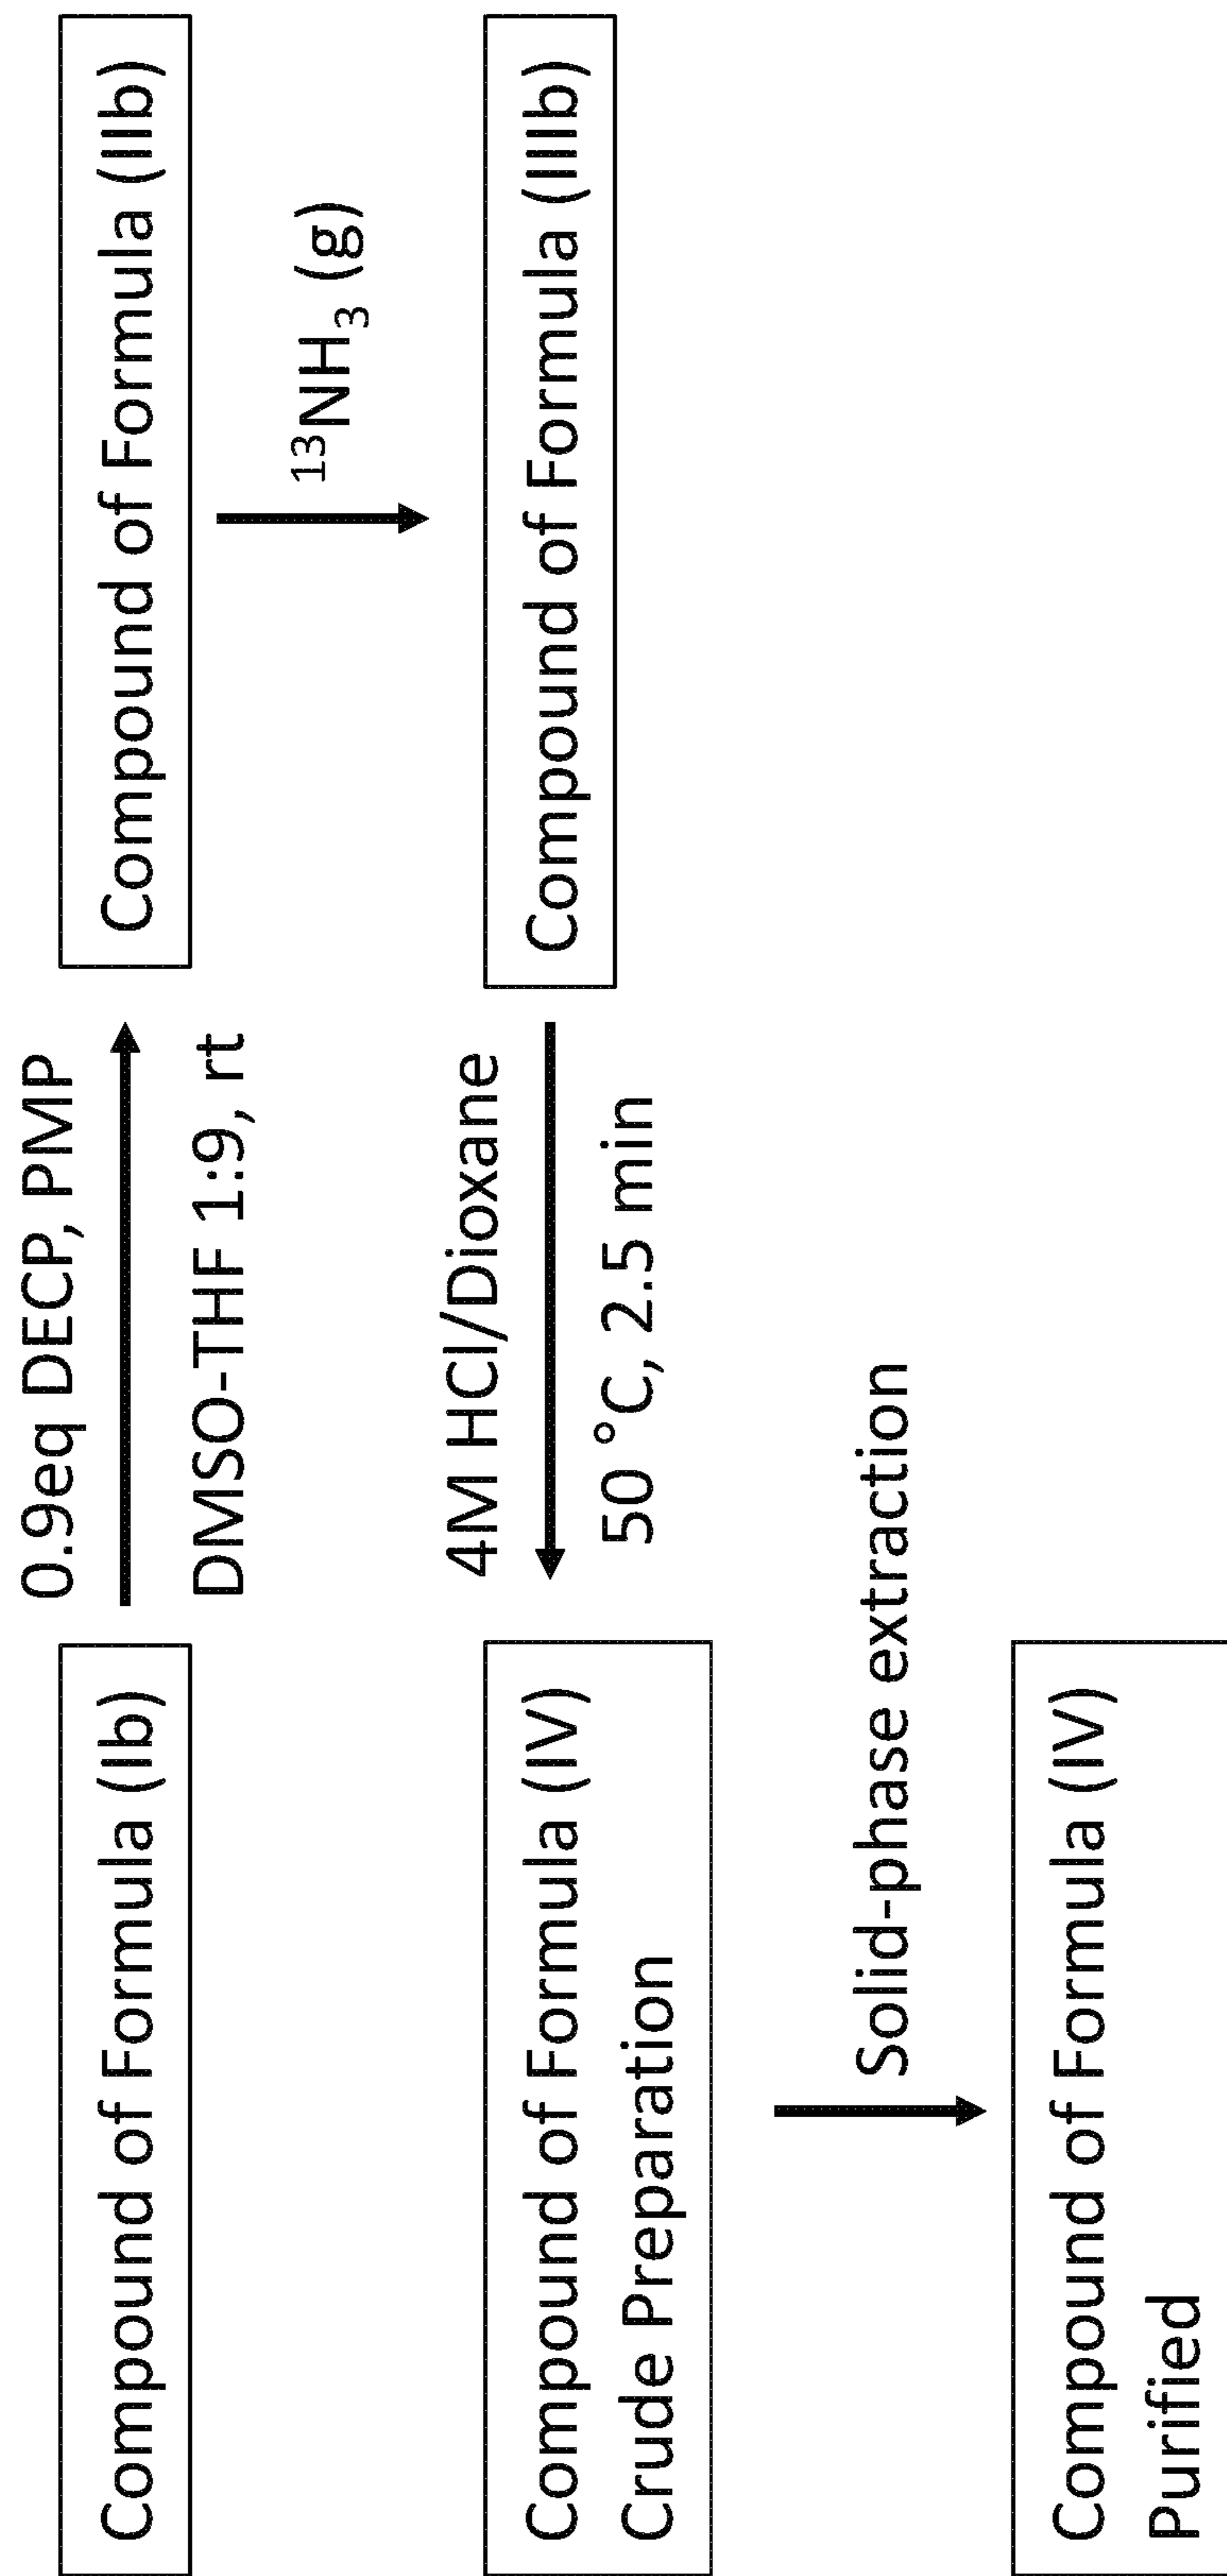 Compound of Formula (Ib)
0.9eq DECP, PMP
DMSO-THF 1:9, rt
Compound of Formula (IIb)
¹³NH₃ (g)
Compound of Formula (IIIb)
4M HCl/Dioxane
50 °C, 2.5 min
Compound of Formula (IV)
Crude Preparation
Solid-phase extraction
Compound of Formula (IV)
Purified